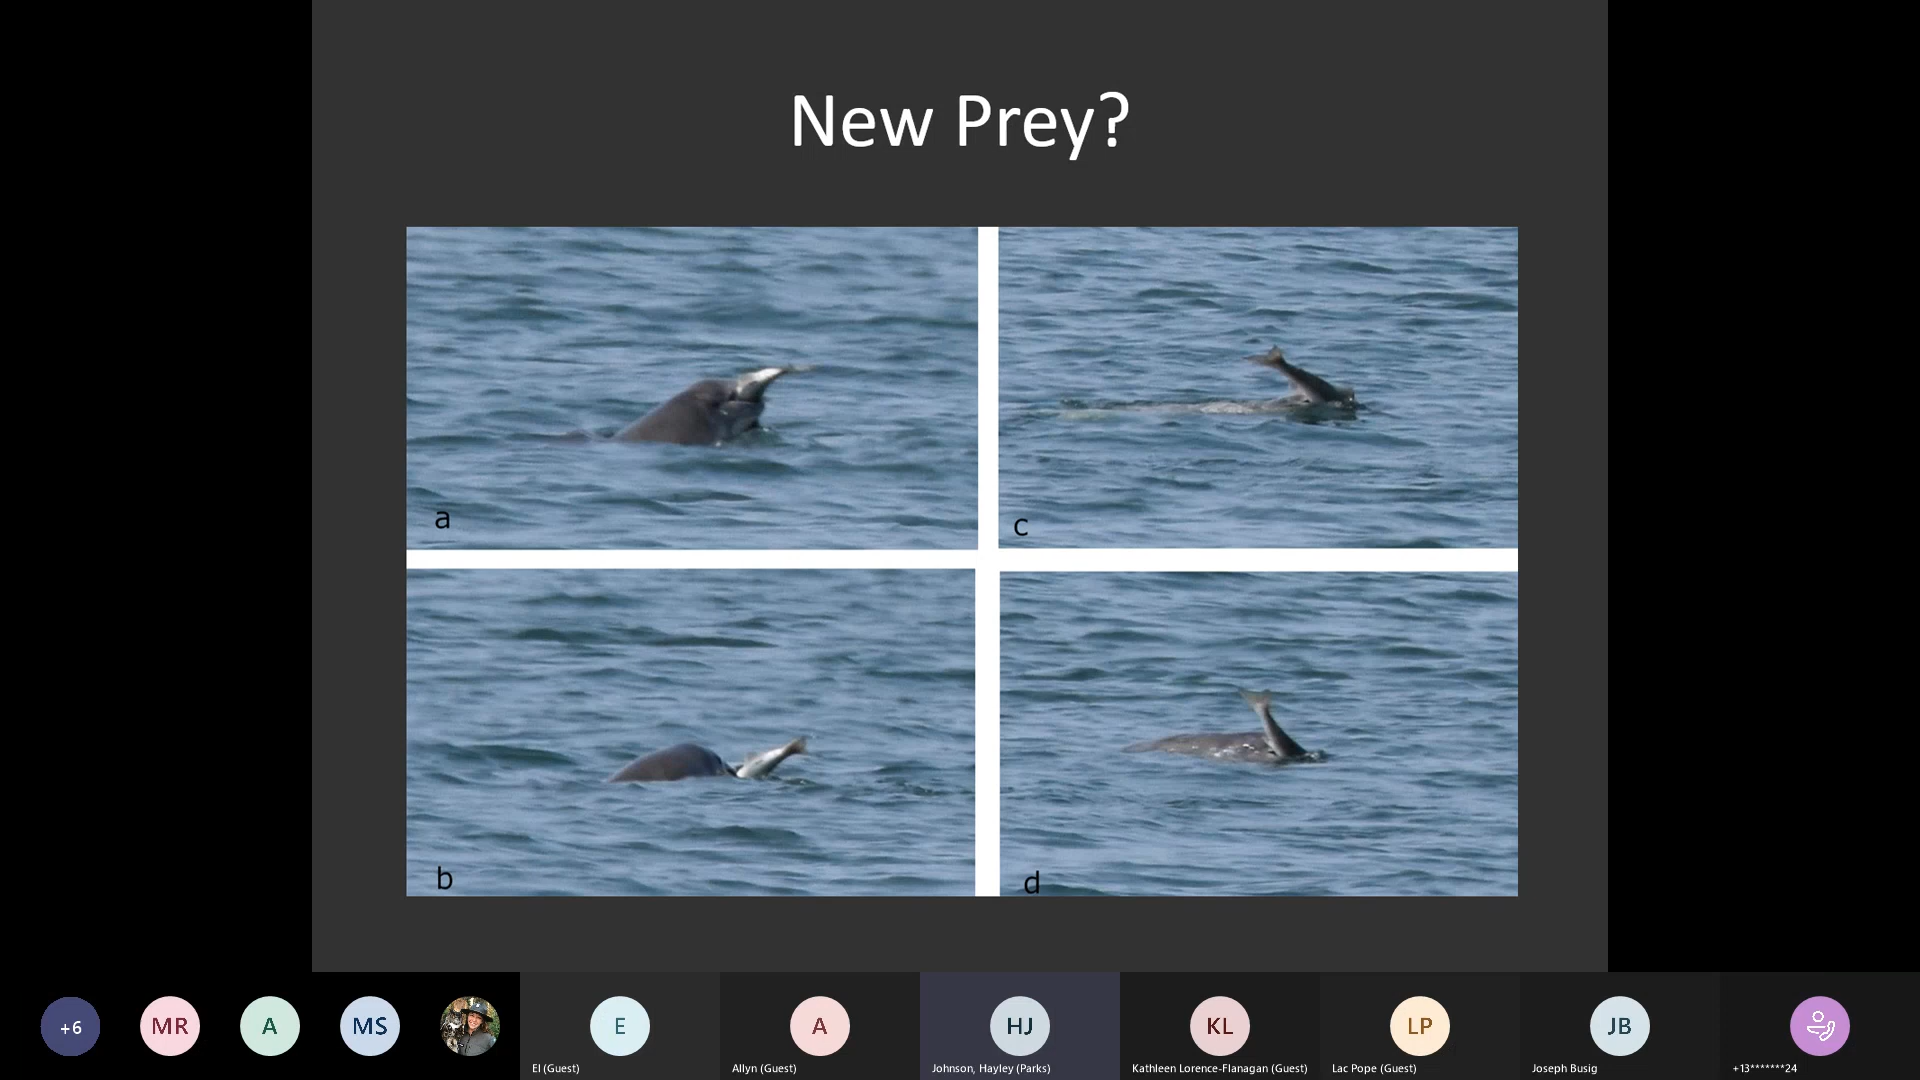 New Prey?
a
c
b
d
+6
MR
A
MS
E
A
HJ
KL
LP
JB
El (Guest)
Allyn (Guest)
Johnson, Hayley (Parks)
Kathleen Lorence-Flanagan (Guest)
Lac Pope (Guest)
Joseph Busig
+13*******24